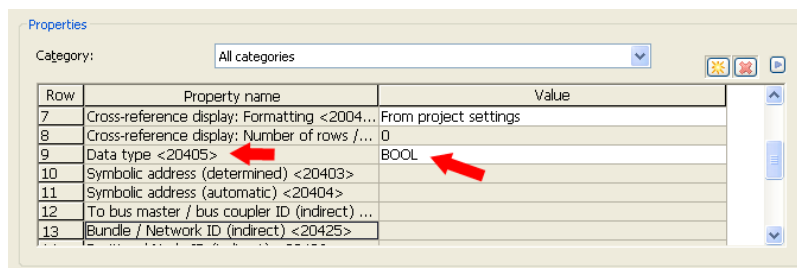 Properties
Category: All categories
Row Property name Value
7 Cross-reference display: Formatting <2004... From project settings
8 Cross-reference display: Number of rows /... 0
9 Data type <20405> BOOL
10 Symbolic address (determined) <20403>
11 Symbolic address (automatic) <20404>
12 To bus master / bus coupler ID (indirect) ...
13 Bundle / Network ID (indirect) <20425>